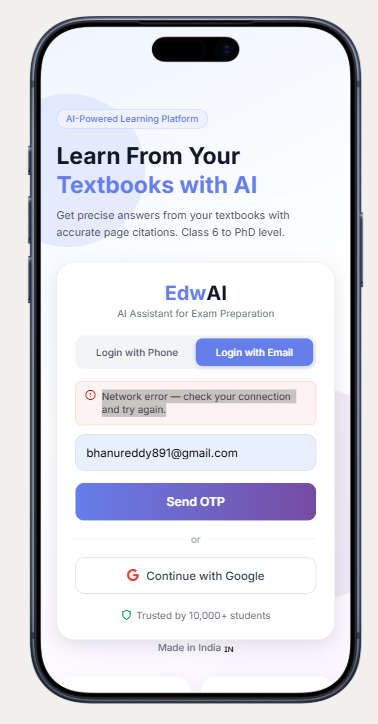 AI-Powered Learning Platform
Learn From Your
Textbooks with AI
Get precise answers from your textbooks with
accurate page citations. Class 6 to PhD level.
EdwAI
AI Assistant for Exam Preparation
Login with Phone
Login with Email
Network error — check your connection
and try again.
bhanureddy891@gmail.com
Send OTP
or
Continue with Google
Trusted by 10,000+ students
Made in India IN